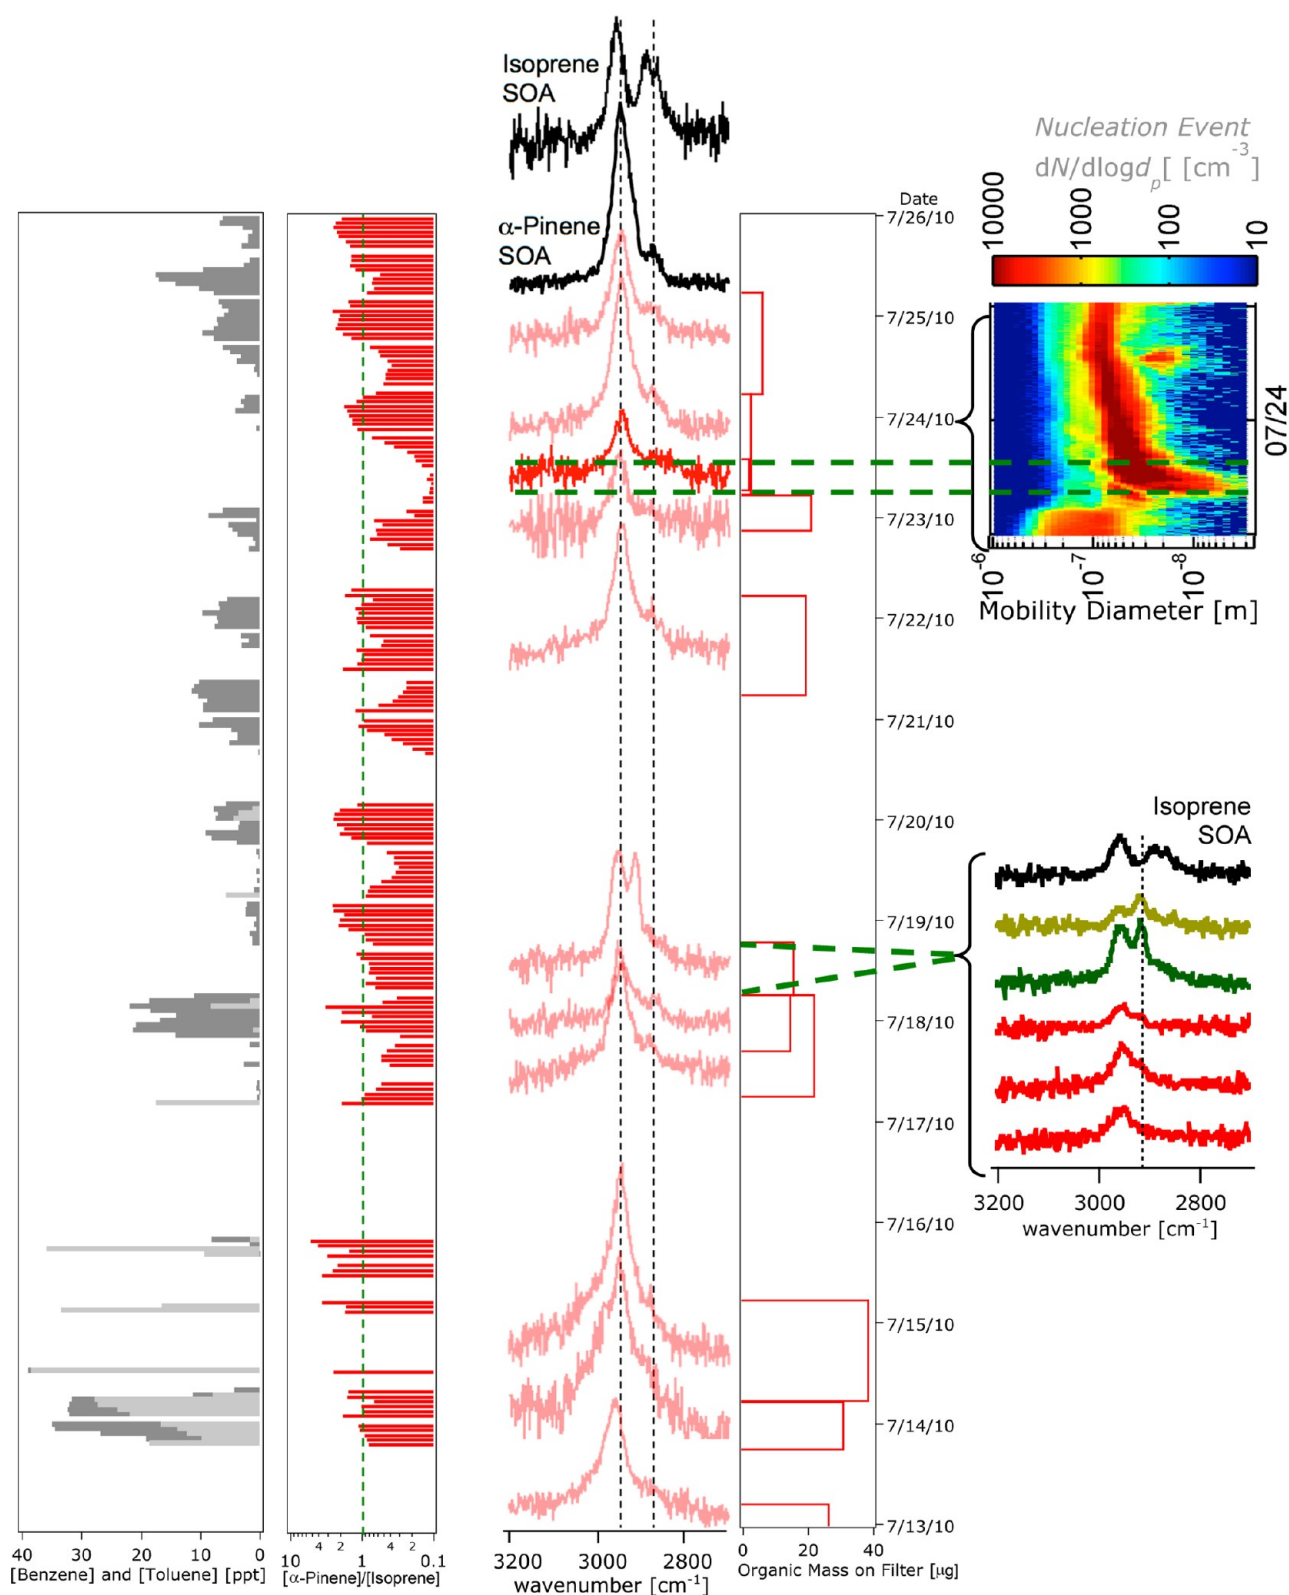 Isoprene
SOA
α-Pinene
SOA
Nucleation Event
dN/dlogdp[ [cm-3]
10000
1000
100
10
07/24
10-6
10-7
10-8
Mobility Diameter [m]
Date
7/26/10
7/25/10
7/24/10
7/23/10
7/22/10
7/21/10
7/20/10
7/19/10
7/18/10
7/17/10
7/16/10
7/15/10
7/14/10
7/13/10
Isoprene
SOA
3200 3000 2800
wavenumber [cm-1]
40 30 20 10 0
[Benzene] and [Toluene] [ppt]
10 4 2 1 4 2 0.1
[α-Pinene]/[Isoprene]
3200 3000 2800
wavenumber [cm-1]
0 20 40
Organic Mass on Filter [µg]